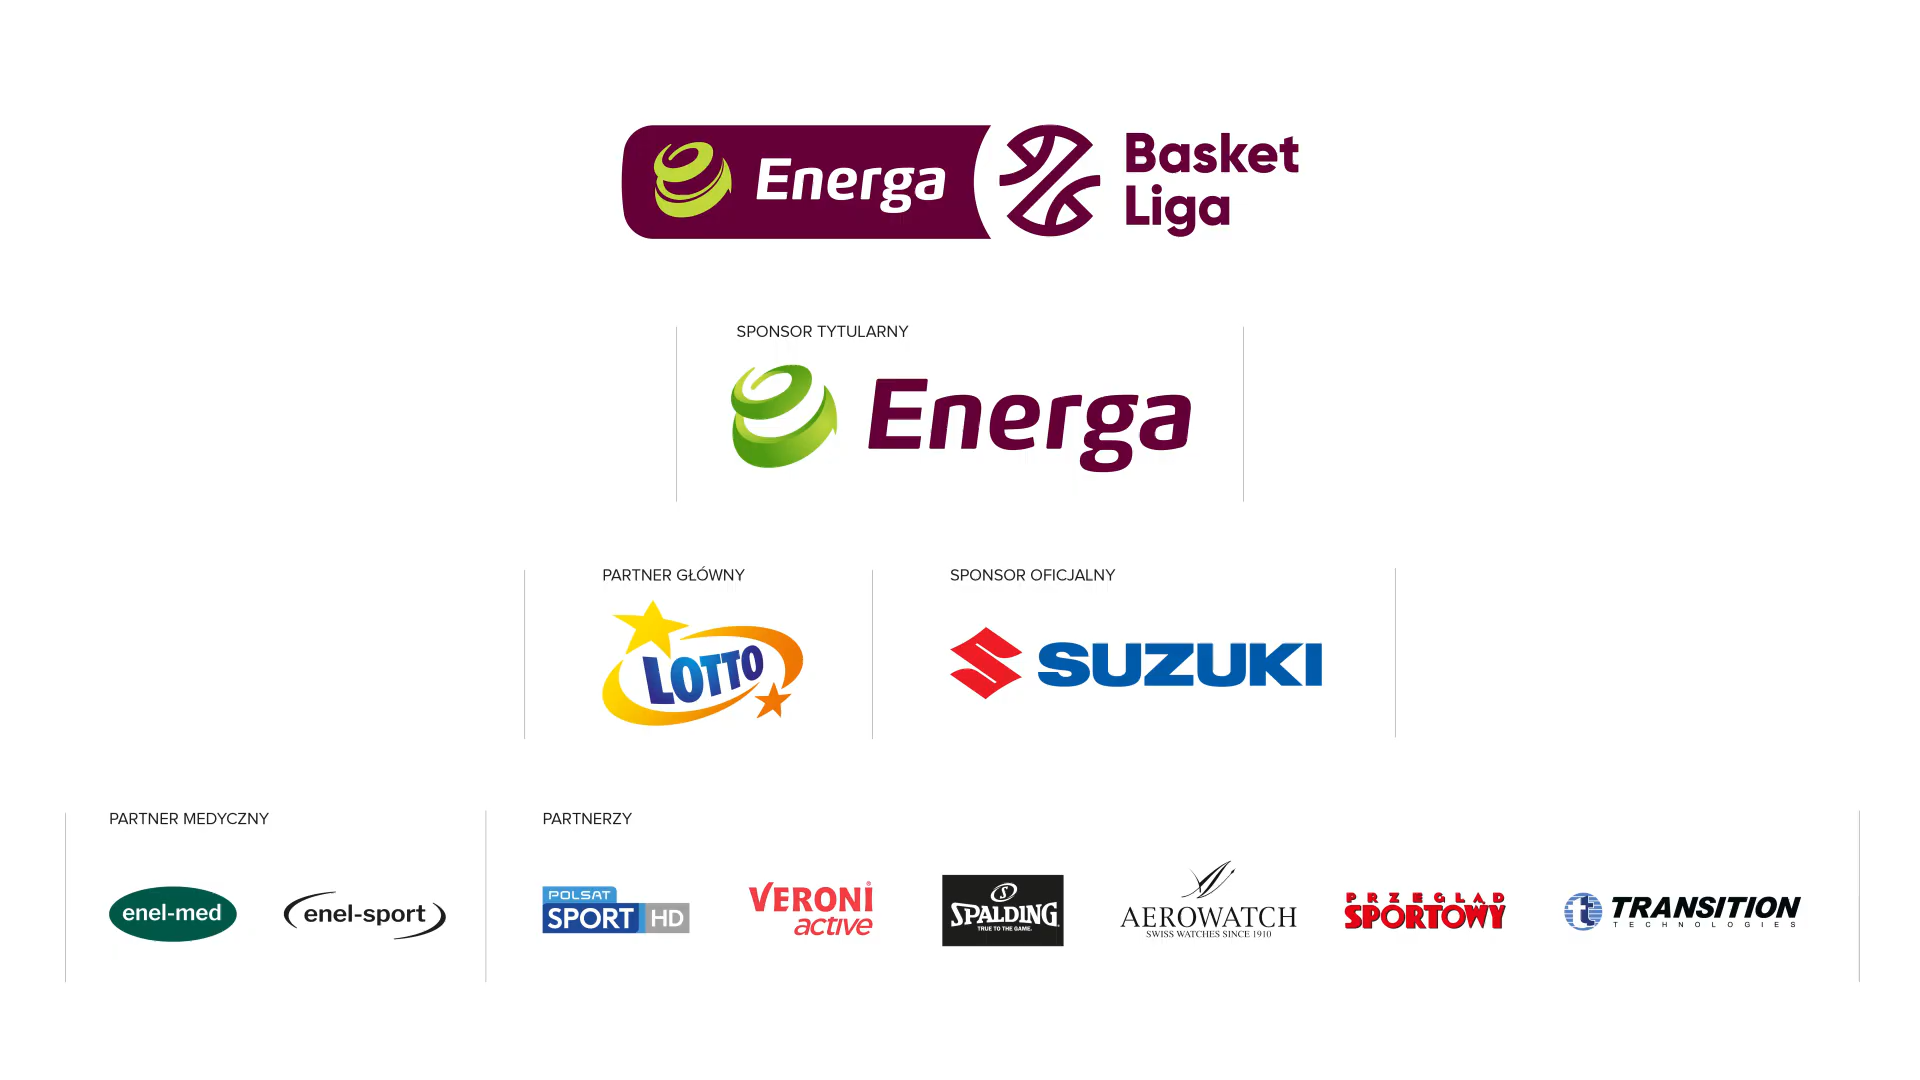 Energa
Basket
Liga
SPONSOR TYTULARNY
Energa
PARTNER GŁÓWNY
SPONSOR OFICJALNY
LOTTO
SUZUKI
PARTNER MEDYCZNY
PARTNERZY
enel-med
enel-sport
POLSAT
SPORT HD
VERONI®
active
SPALDING
TRUE TO THE GAME.
AEROWATCH
SWISS WATCHES SINCE 1910
PRZEGLĄD
SPORTOWY
t TRANSITION
TECHNOLOGIES